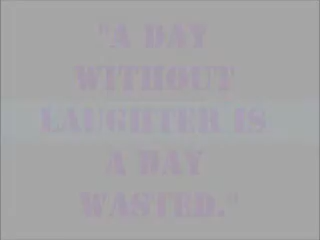 "A DAY
WITHOUT
LAUGHTER IS
A DAY
WASTED."